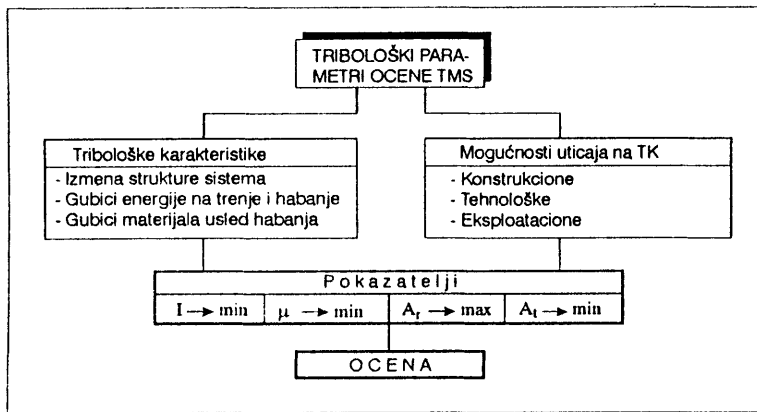 TRIBOLOŠKI PARA-
METRI OCENE TMS
Tribološke karakteristike
- Izmena strukture sistema
- Gubici energije na trenje i habanje
- Gubici materijala usled habanja
Mogućnosti uticaja na TK
- Konstrukcione
- Tehnološke
- Eksploatacione
Pokazatelji
I → min μ → min Aᵣ → max Aₜ → min
OCENA